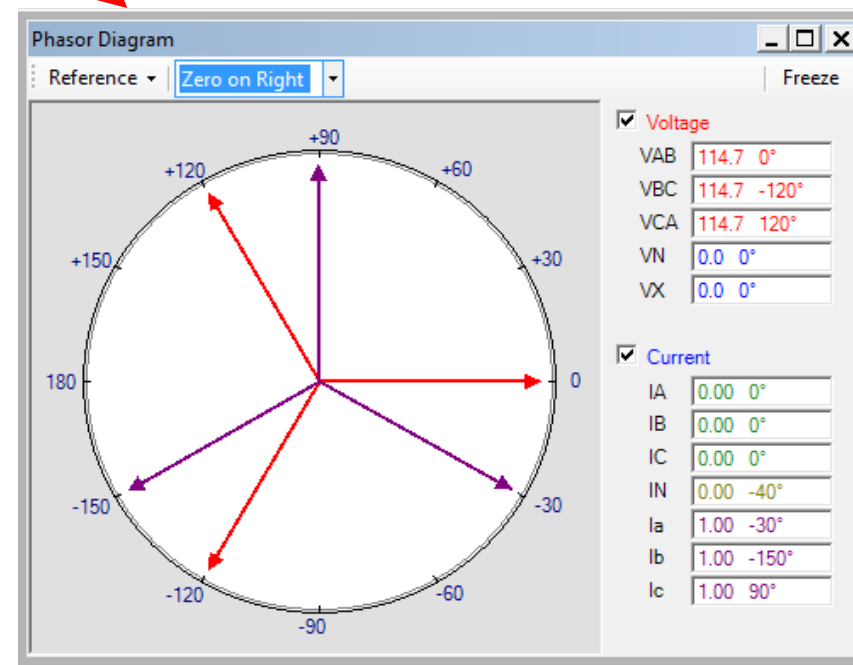 Phasor Diagram
Reference Zero on Right Freeze
+90
+120 +60
+150 +30
180 0
-150 -30
-120 -60
-90
Voltage
VAB 114.7 0°
VBC 114.7 -120°
VCA 114.7 120°
VN 0.0 0°
VX 0.0 0°
Current
IA 0.00 0°
IB 0.00 0°
IC 0.00 0°
IN 0.00 -40°
Ia 1.00 -30°
Ib 1.00 -150°
Ic 1.00 90°